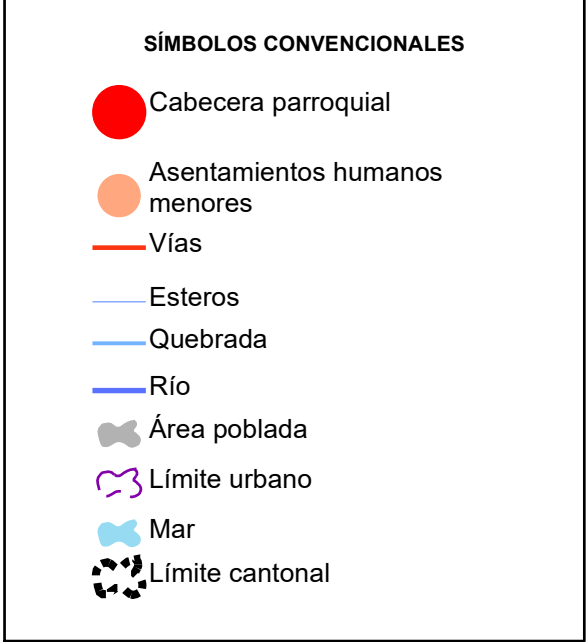 SÍMBOLOS CONVENCIONALES
Cabecera parroquial
Asentamientos humanos
menores
Vías
Esteros
Quebrada
Río
Área poblada
Límite urbano
Mar
Límite cantonal